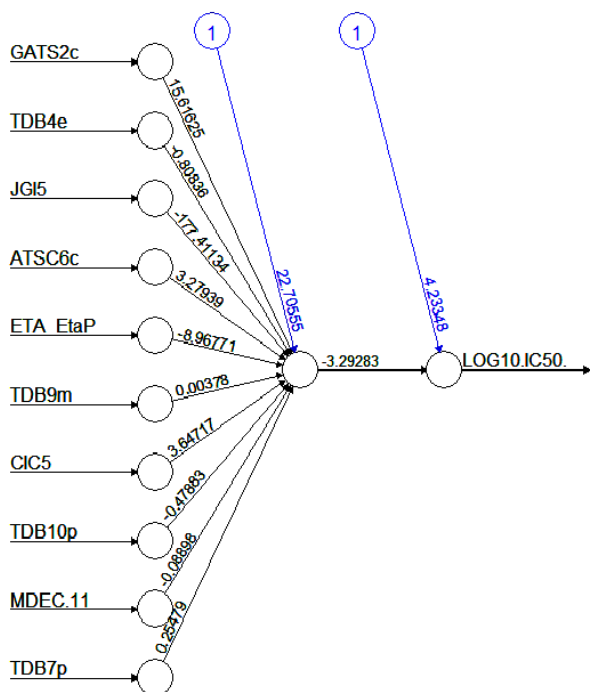 1
1
GATS2c
15.61625
TDB4e
-0.80836
JGI5
-177.41134
ATSC6c
3.27939
ETA_EtaP
-8.96771
TDB9m
0.00378
CIC5
3.64717
TDB10p
-0.47883
MDEC.11
-0.08898
TDB7p
0.25479
22.70555
4.23348
-3.29283
LOG10.IC50.